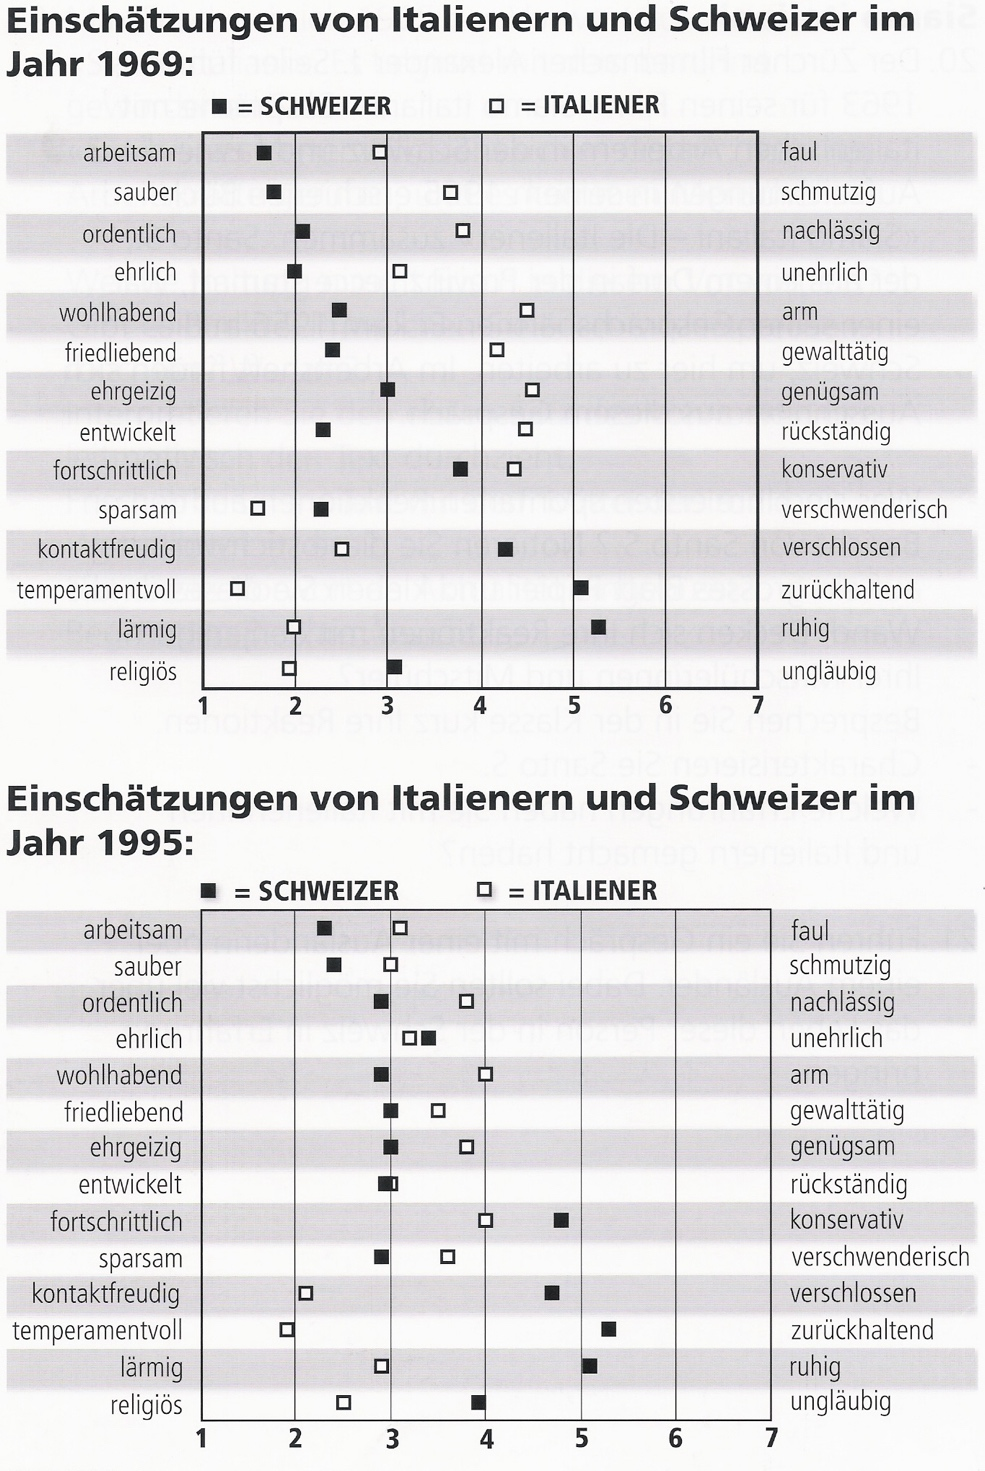 Einschätzungen von Italienern und Schweizer im
Jahr 1969:
■ = SCHWEIZER □ = ITALIENER
arbeitsam faul
sauber schmutzig
ordentlich nachlässig
ehrlich unehrlich
wohlhabend arm
friedliebend gewalttätig
ehrgeizig genügsam
entwickelt rückständig
fortschrittlich konservativ
sparsam verschwenderisch
kontaktfreudig verschlossen
temperamentvoll zurückhaltend
lärmig ruhig
religiös ungläubig
1 2 3 4 5 6 7
Einschätzungen von Italienern und Schweizer im
Jahr 1995:
■ = SCHWEIZER □ = ITALIENER
arbeitsam faul
sauber schmutzig
ordentlich nachlässig
ehrlich unehrlich
wohlhabend arm
friedliebend gewalttätig
ehrgeizig genügsam
entwickelt rückständig
fortschrittlich konservativ
sparsam verschwenderisch
kontaktfreudig verschlossen
temperamentvoll zurückhaltend
lärmig ruhig
religiös ungläubig
1 2 3 4 5 6 7